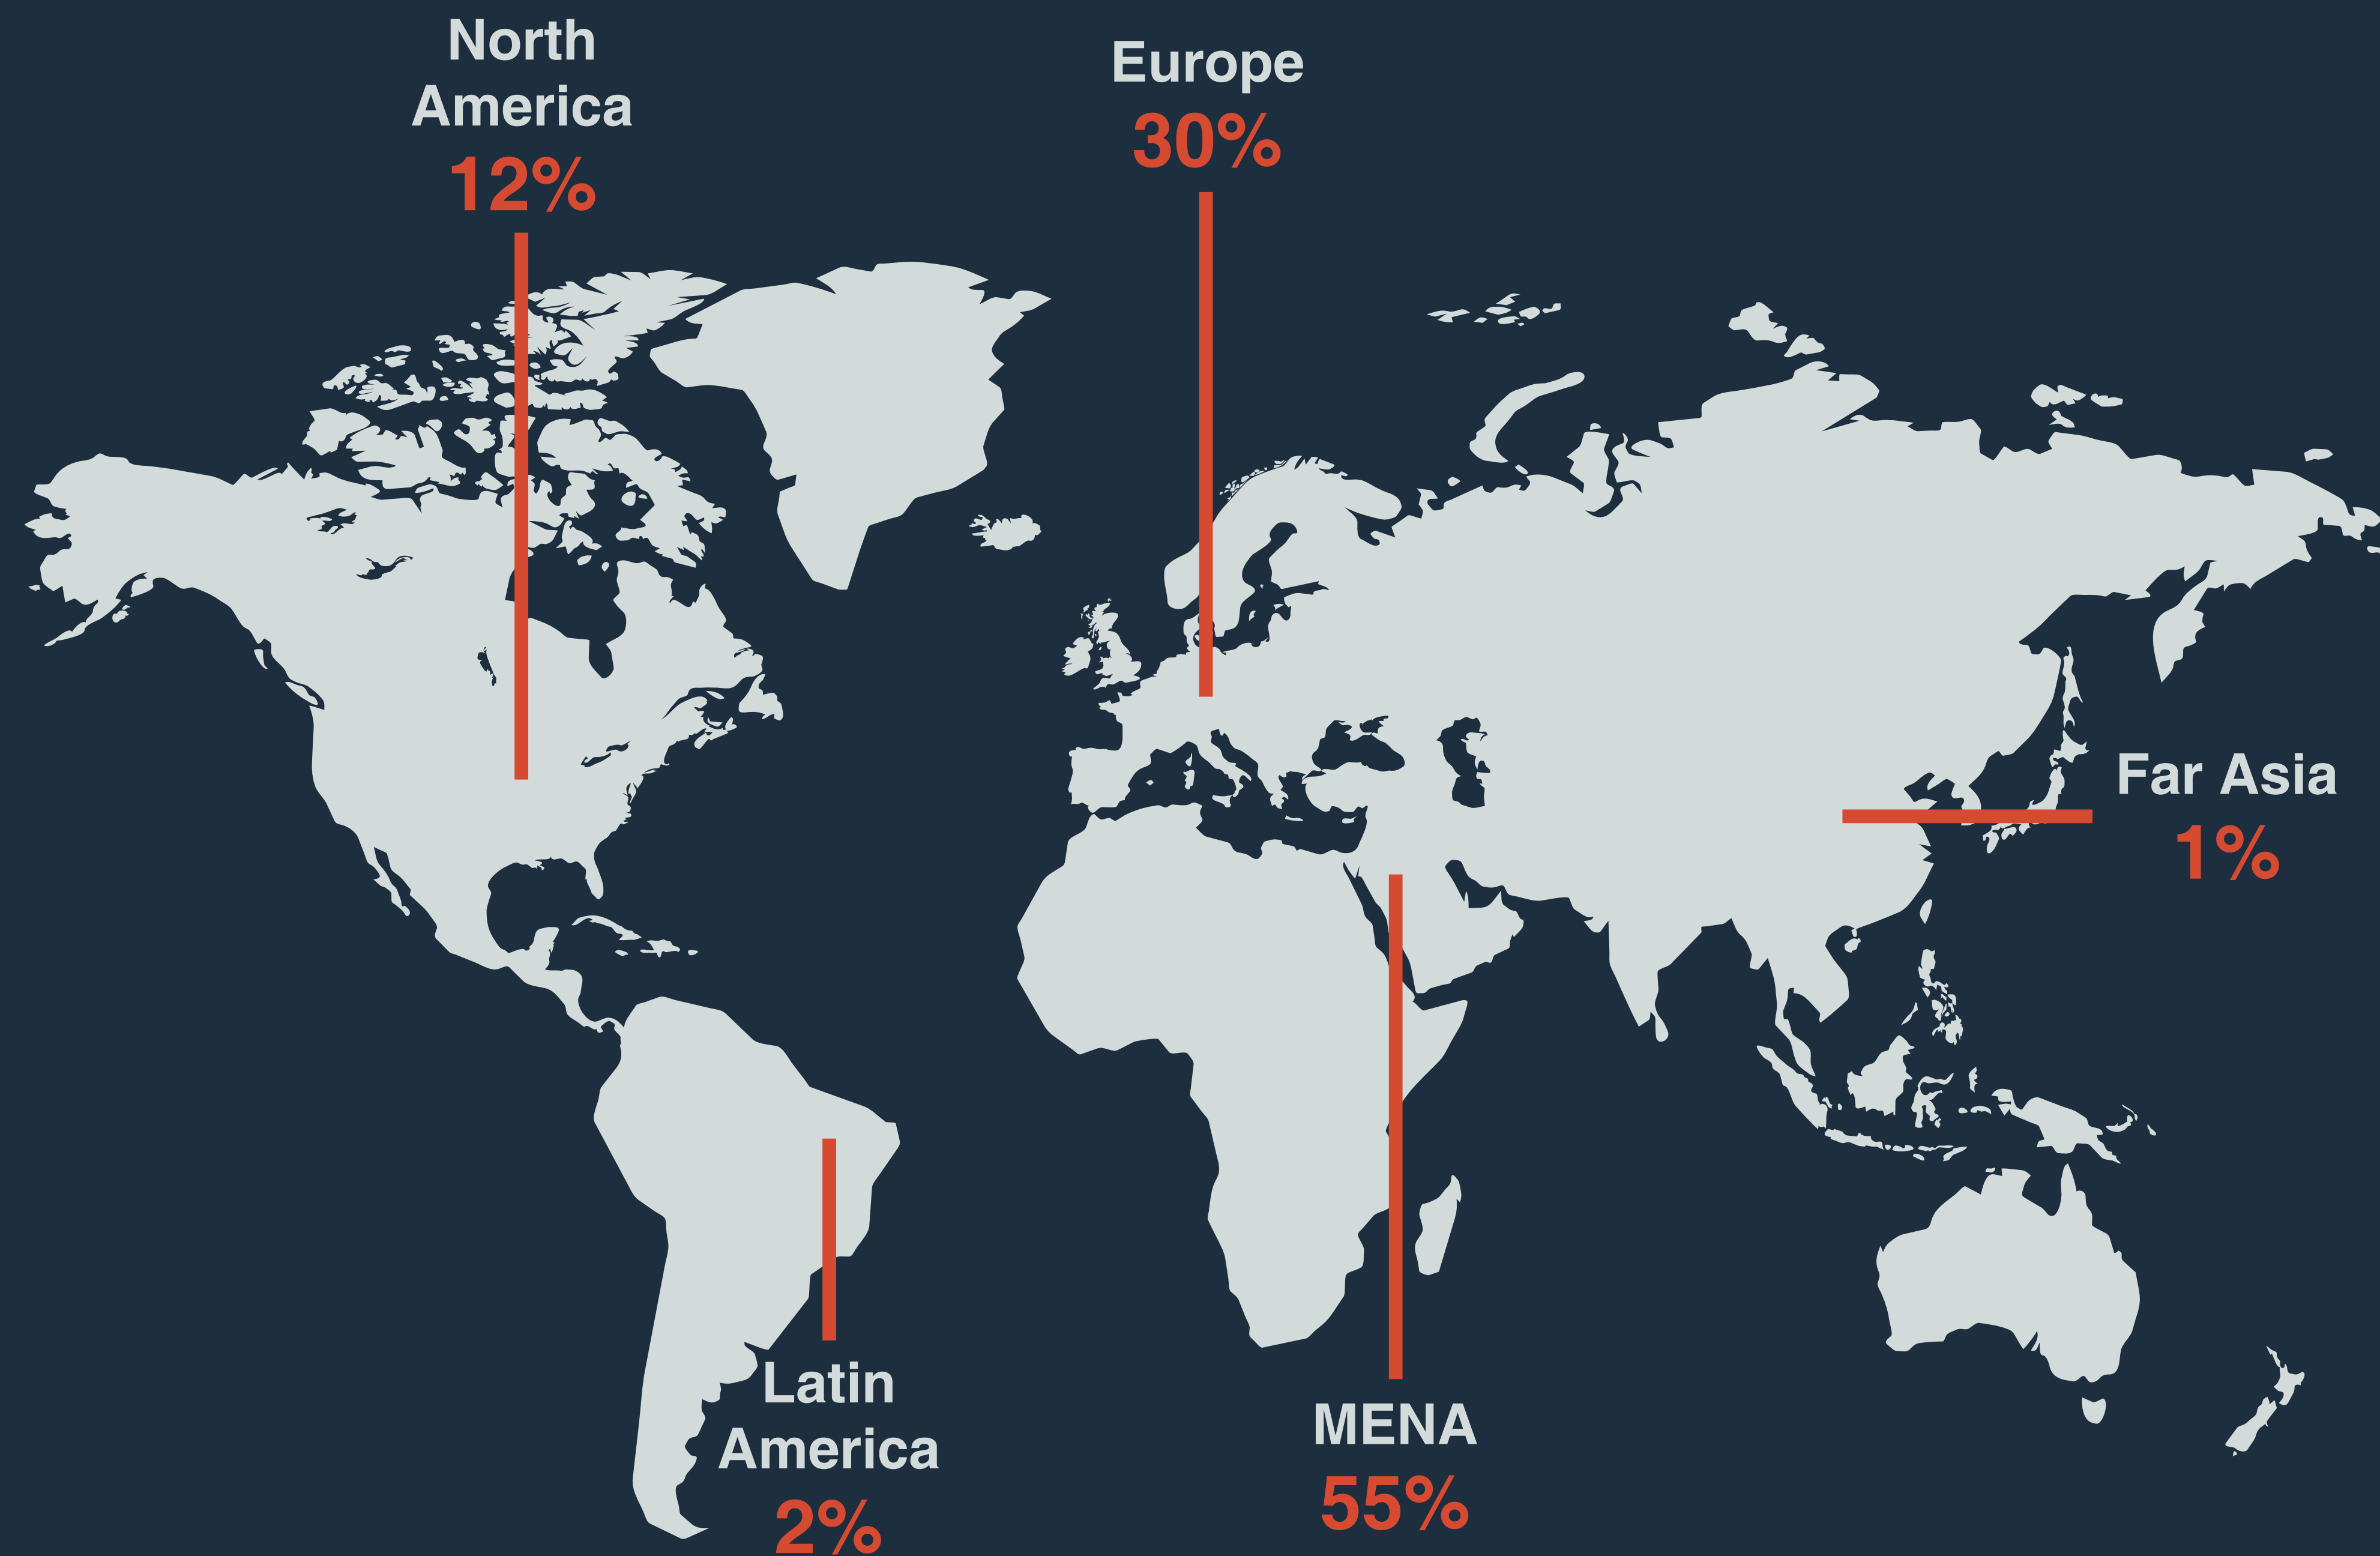 North
America
12%
Europe
30%
Far Asia
1%
Latin
America
2%
MENA
55%